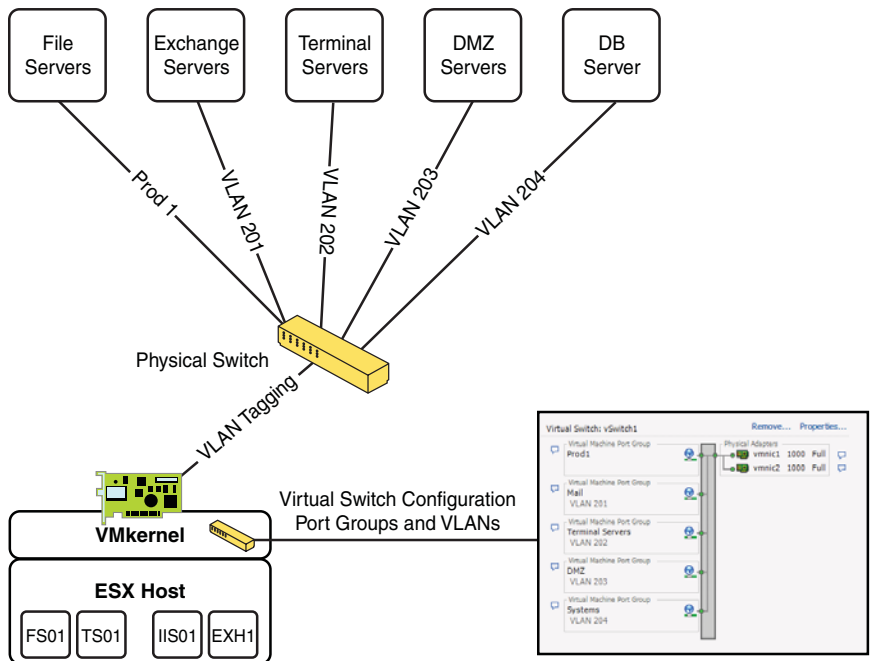 File
Servers
Exchange
Servers
Terminal
Servers
DMZ
Servers
DB
Server
Prod 1
VLAN 201
VLAN 202
VLAN 203
VLAN 204
Physical Switch
VLAN Tagging
VMkernel
Virtual Switch Configuration
Port Groups and VLANs
ESX Host
FS01
TS01
IIS01
EXH1
Virtual Switch: vSwitch1
Remove... Properties...
Virtual Machine Port Group
Prod1
Physical Adapters
vmnic1 1000 Full
vmnic2 1000 Full
Virtual Machine Port Group
Mail
VLAN 201
Virtual Machine Port Group
Terminal Servers
VLAN 202
Virtual Machine Port Group
DMZ
VLAN 203
Virtual Machine Port Group
Systems
VLAN 204